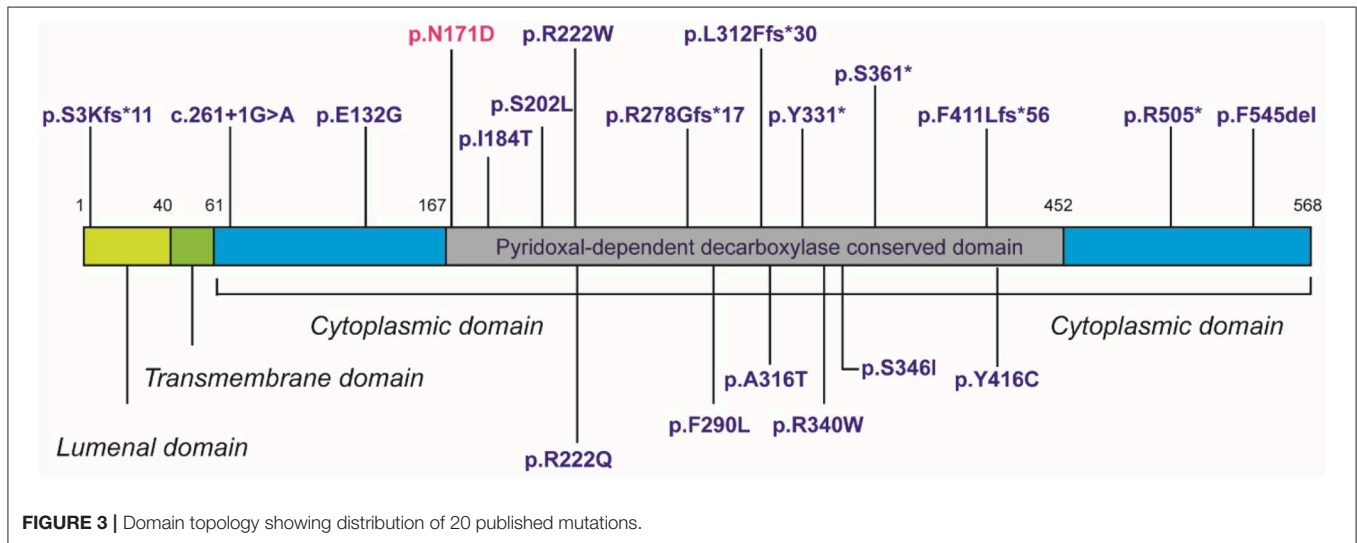 p.N171D p.R222W p.L312Ffs*30
p.S361*
p.S202L
p.S3Kfs*11 c.261+1G>A p.E132G p.R278Gfs*17 p.Y331* p.F411Lfs*56 p.R505* p.F545del
p.I184T
1 40 61 167 452 568
Pyridoxal-dependent decarboxylase conserved domain
Cytoplasmic domain Cytoplasmic domain
p.S346I
Transmembrane domain p.A316T p.Y416C
p.F290L p.R340W
Lumenal domain
p.R222Q
FIGURE 3 | Domain topology showing distribution of 20 published mutations.